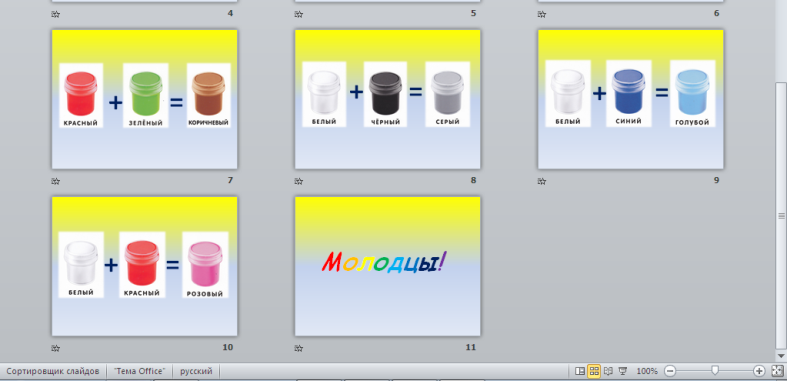 4 5 6
+ =
КРАСНЫЙ ЗЕЛЁНЫЙ КОРИЧНЕВЫЙ
+ =
БЕЛЫЙ ЧЁРНЫЙ СЕРЫЙ
+ =
БЕЛЫЙ СИНИЙ ГОЛУБОЙ
7 8 9
+ =
БЕЛЫЙ КРАСНЫЙ РОЗОВЫЙ
Молодцы!
10 11
Сортировщик слайдов "Тема Office" русский 100%